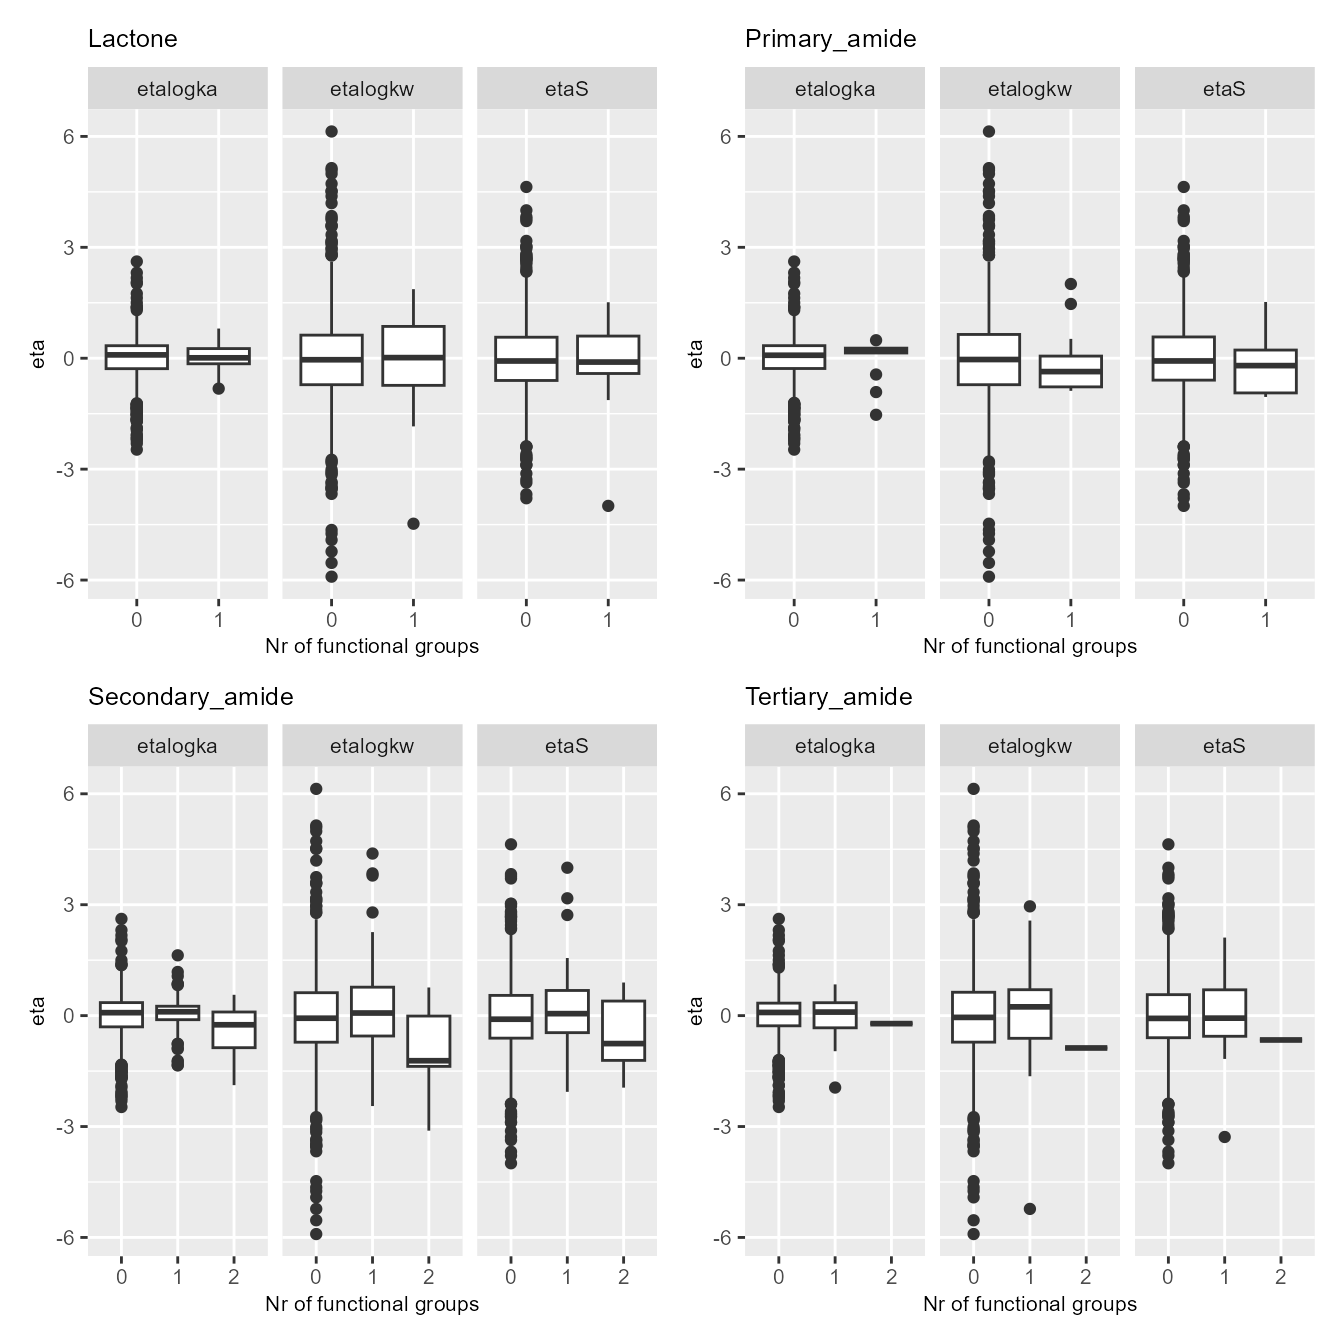 Lactone
etalogka etalogkw etaS
6
3
0
-3
-6
eta
0 1 0 1 0 1
Nr of functional groups
Primary_amide
etalogka etalogkw etaS
6
3
0
-3
-6
eta
0 1 0 1 0 1
Nr of functional groups
Secondary_amide
etalogka etalogkw etaS
6
3
0
-3
-6
eta
0 1 2 0 1 2 0 1 2
Nr of functional groups
Tertiary_amide
etalogka etalogkw etaS
6
3
0
-3
-6
eta
0 1 2 0 1 2 0 1 2
Nr of functional groups